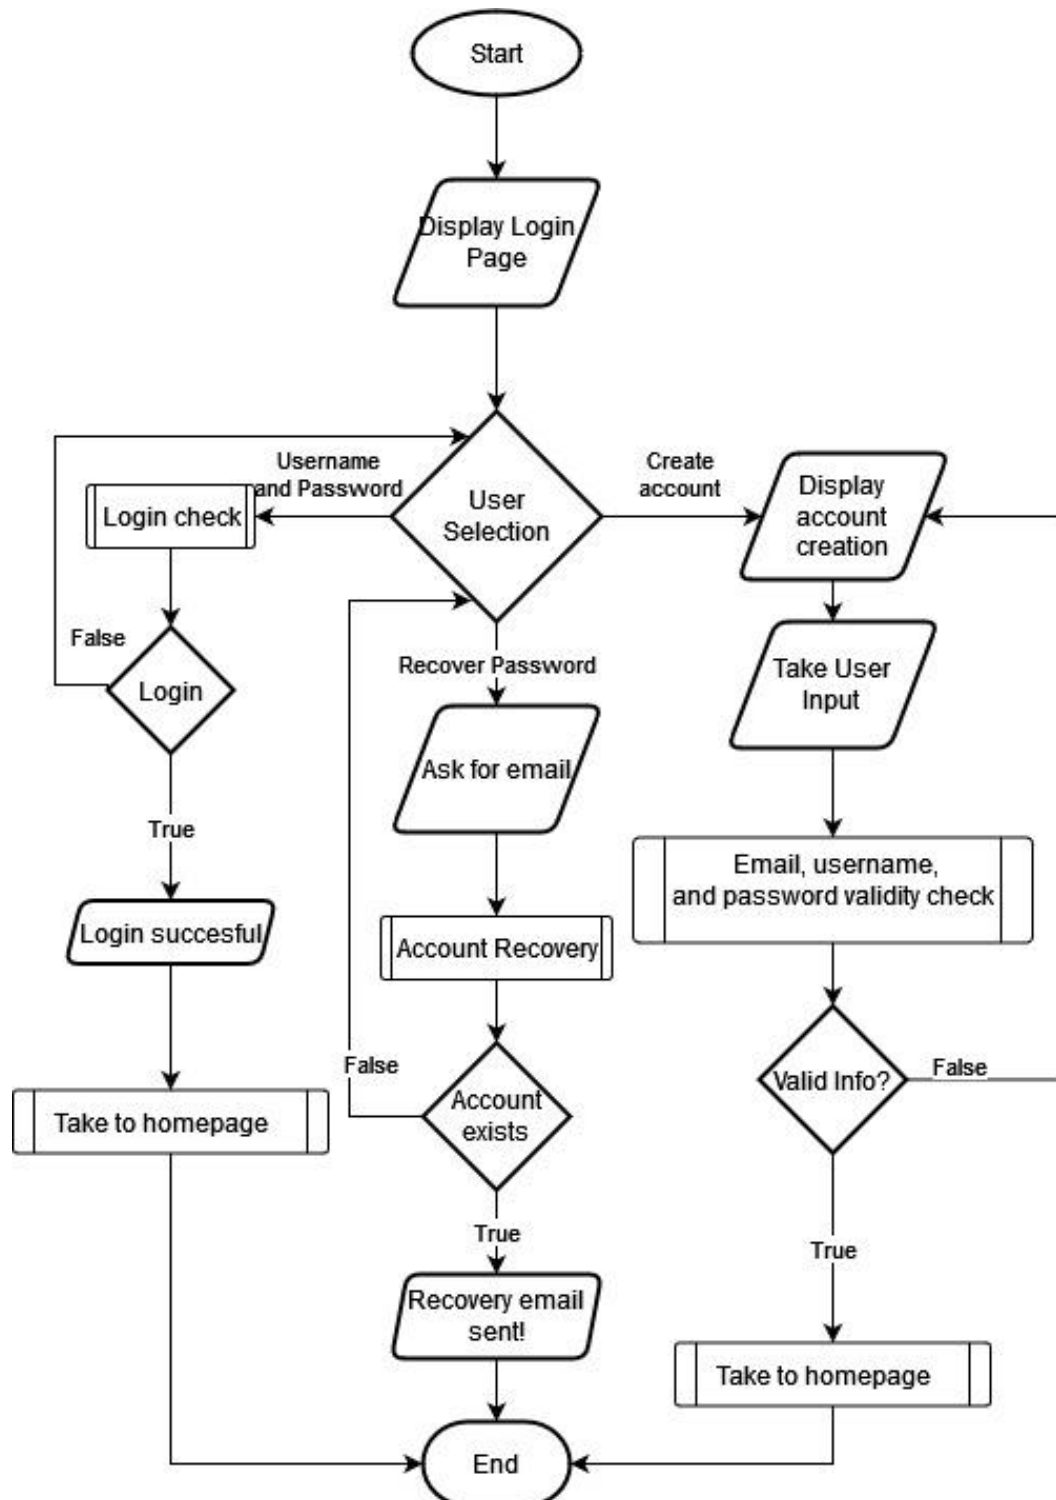 Start
Display Login
Page
User
Selection
Username
and Password
Login check
False
Login
True
Login succesful
Take to homepage
Recover Password
Ask for email
Account Recovery
False
Account
exists
True
Recovery email
sent!
Create
account
Display
account
creation
Take User
Input
Email, username,
and password validity check
Valid Info?
False
True
Take to homepage
End